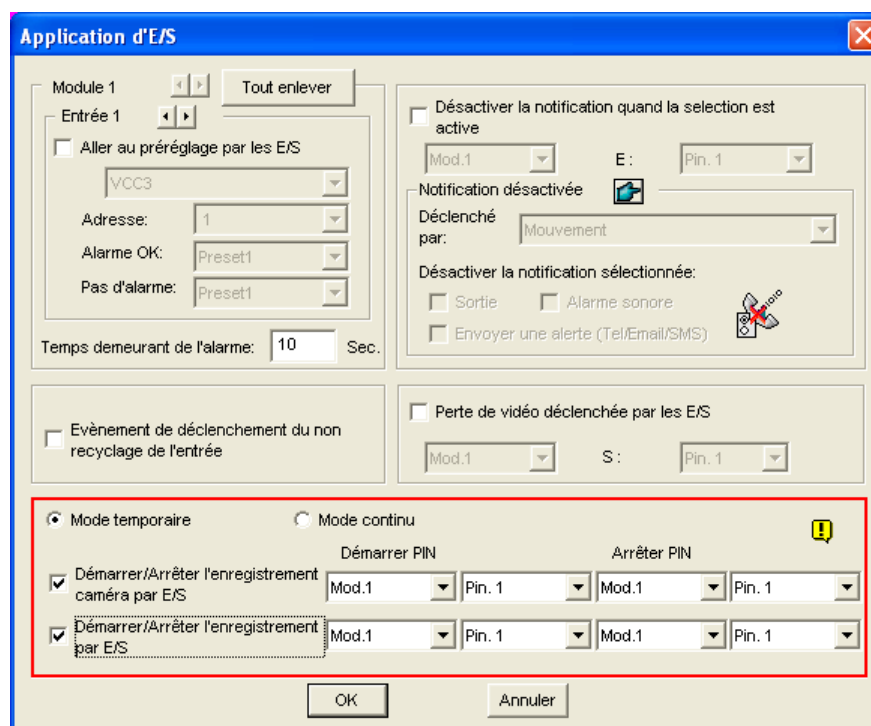 Application d'E/S
Module 1
Tout enlever
Entrée 1
Aller au préréglage par les E/S
VCC3
Adresse:
1
Alarme OK:
Preset1
Pas d'alarme:
Preset1
Temps demeurant de l'alarme:
10
Sec.
Désactiver la notification quand la selection est
active
Mod.1
E :
Pin. 1
Notification désactivée
Déclenché
par:
Mouvement
Désactiver la notification sélectionnée:
Sortie
Alarme sonore
Envoyer une alerte (Tel/Email/SMS)
Evènement de déclenchement du non
recyclage de l'entrée
Perte de vidéo déclenchée par les E/S
Mod.1
S :
Pin. 1
Mode temporaire
Mode continu
Démarrer PIN
Arrêter PIN
Démarrer/Arrêter l'enregistrement
caméra par E/S
Mod.1
Pin. 1
Mod.1
Pin. 1
Démarrer/Arrêter l'enregistrement
par E/S
Mod.1
Pin. 1
Mod.1
Pin. 1
OK
Annuler